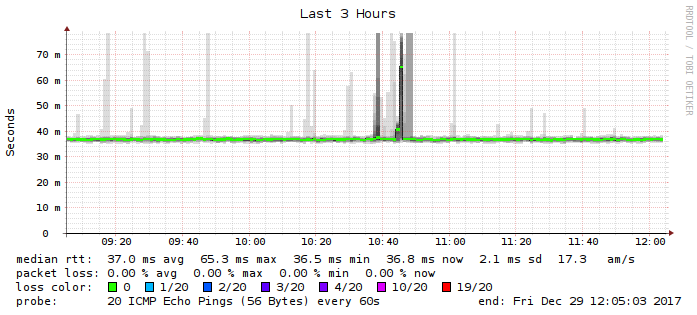 Last 3 Hours
RRDTOOL / TOBI OETIKER
Seconds
70 m
60 m
50 m
40 m
30 m
20 m
10 m
0
09:20 09:40 10:00 10:20 10:40 11:00 11:20 11:40 12:00
median rtt: 37.0 ms avg 65.3 ms max 36.5 ms min 36.8 ms now 2.1 ms sd 17.3 am/s
packet loss: 0.00 % avg 0.00 % max 0.00 % min 0.00 % now
loss color: 0 1/20 2/20 3/20 4/20 10/20 19/20
probe: 20 ICMP Echo Pings (56 Bytes) every 60s end: Fri Dec 29 12:05:03 2017